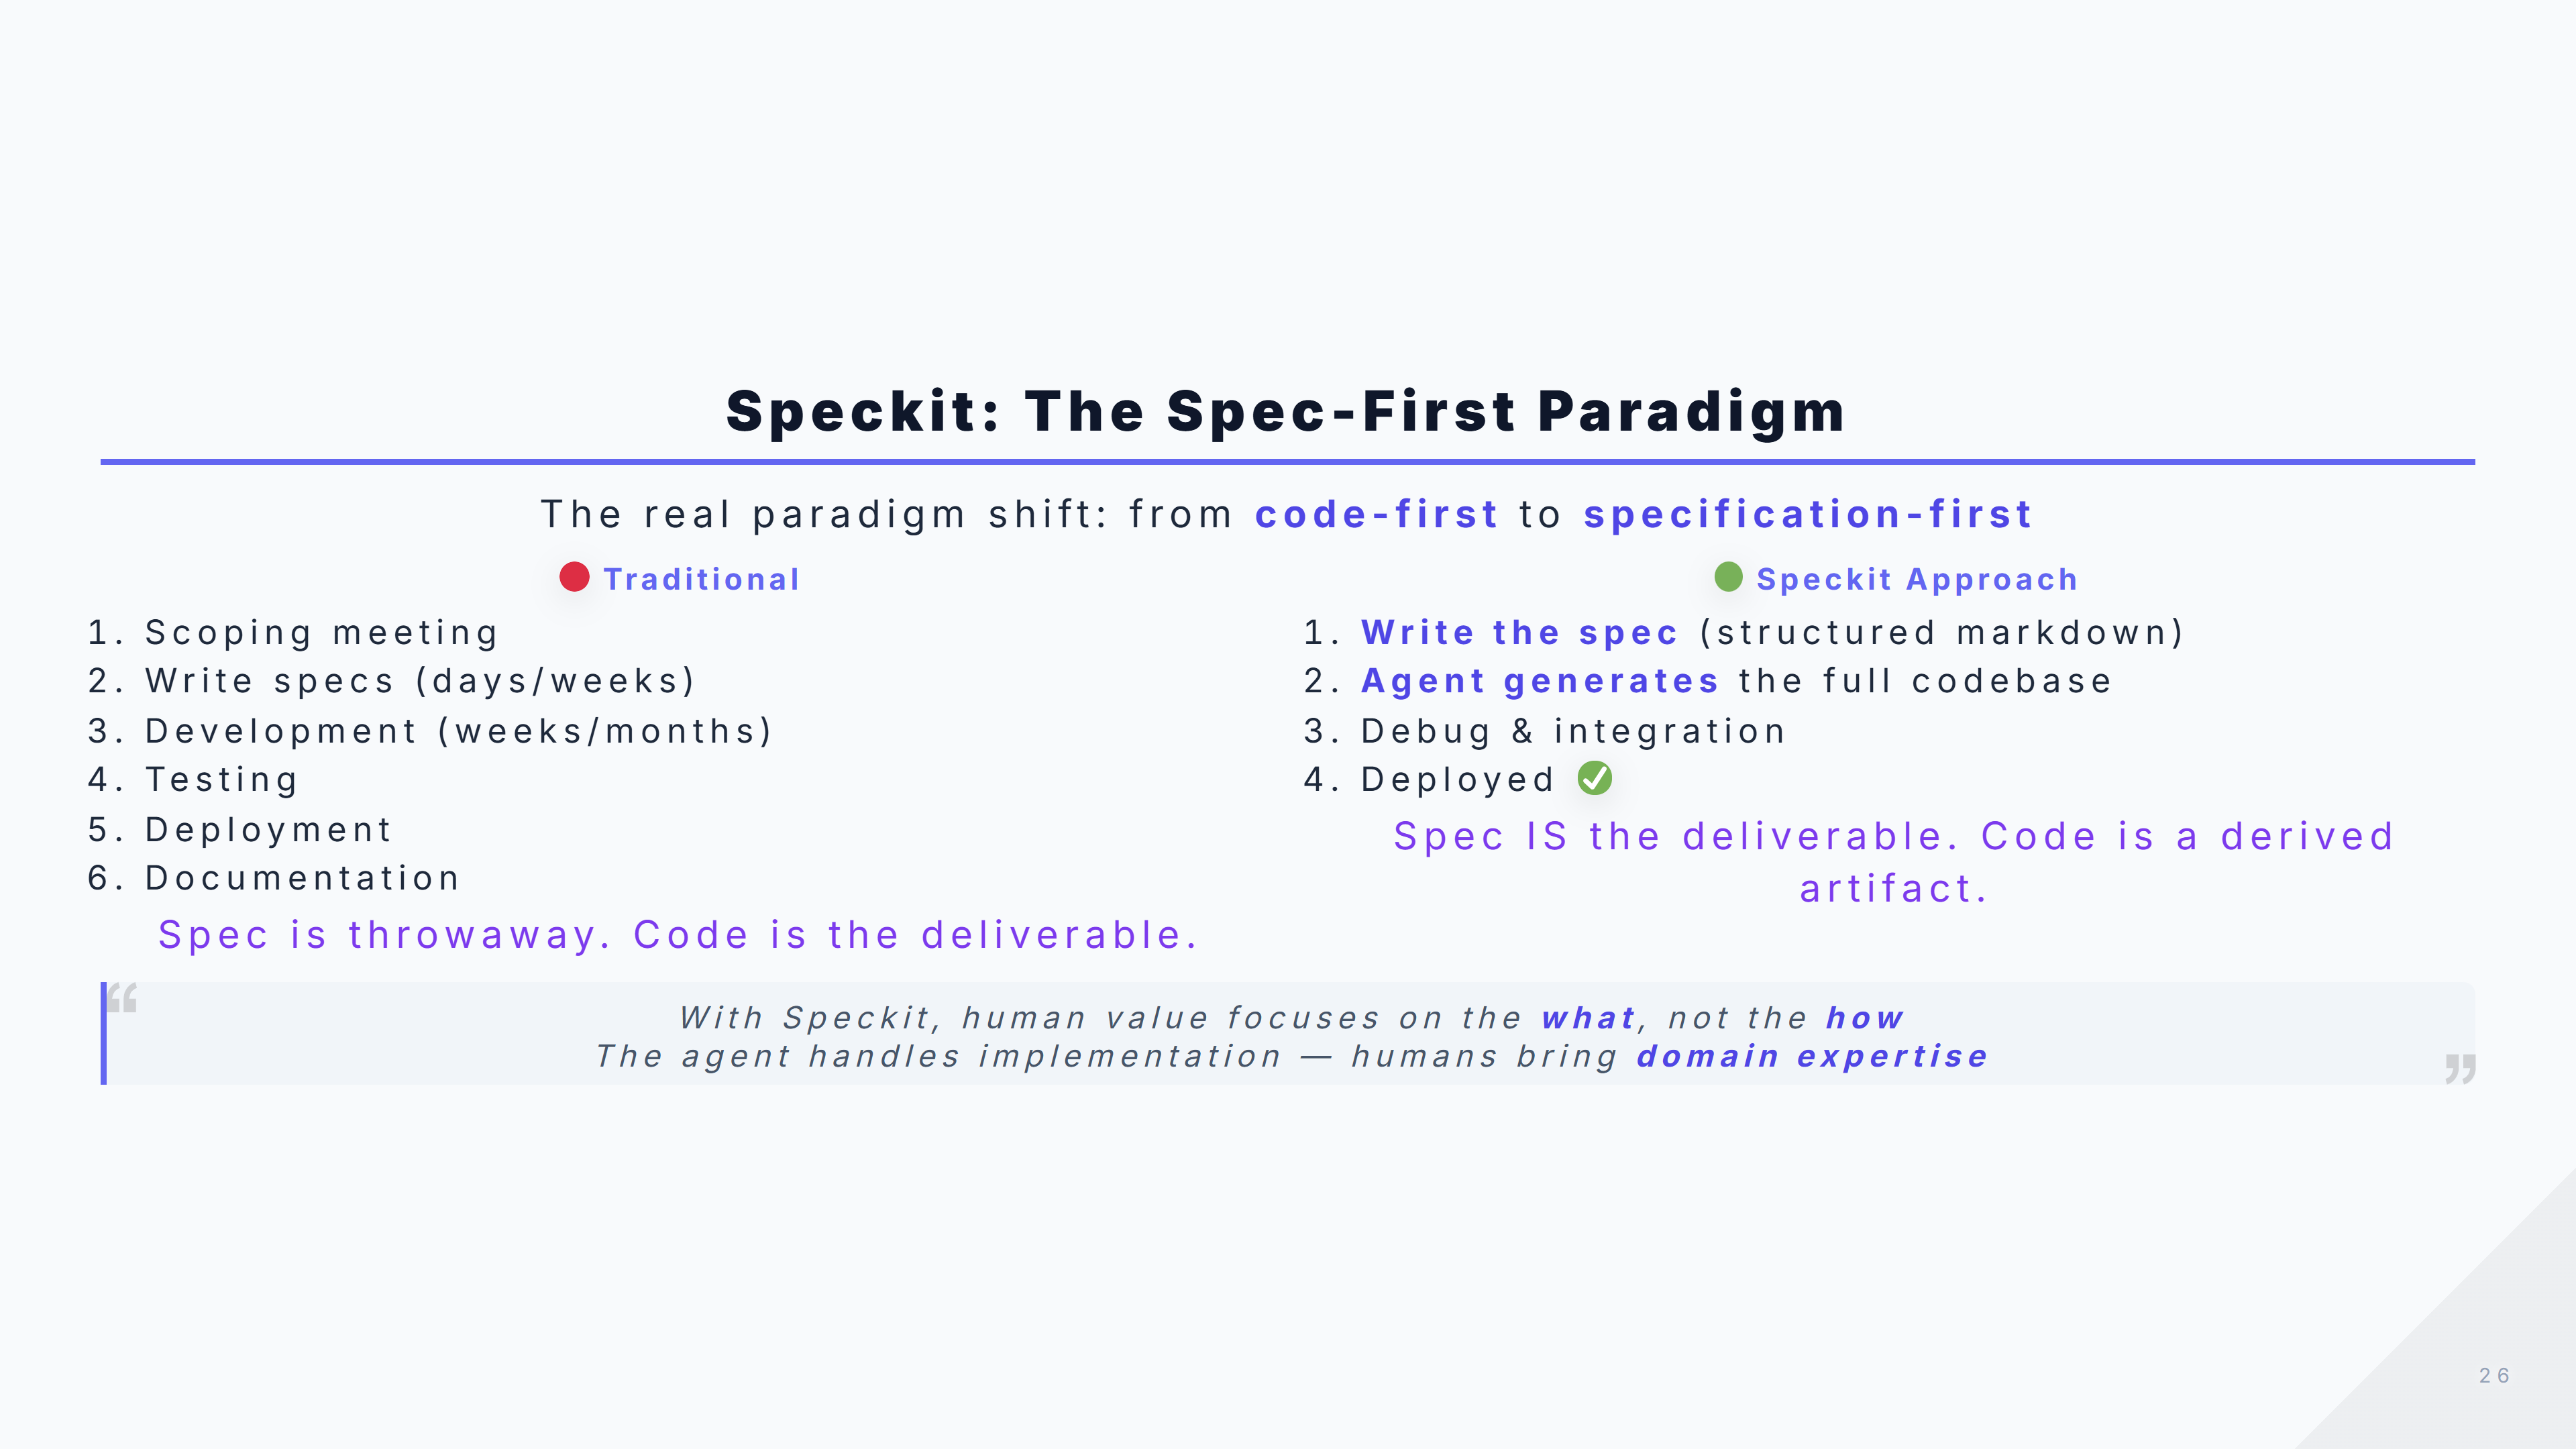 Speckit: The Spec-First Paradigm
The real paradigm shift: from code-first to specification-first
Traditional
1. Scoping meeting
2. Write specs (days/weeks)
3. Development (weeks/months)
4. Testing
5. Deployment
6. Documentation
Spec is throwaway. Code is the deliverable.
Speckit Approach
1. Write the spec (structured markdown)
2. Agent generates the full codebase
3. Debug & integration
4. Deployed ✅
Spec IS the deliverable. Code is a derived
artifact.
“
With Speckit, human value focuses on the what, not the how
The agent handles implementation — humans bring domain expertise
”
26